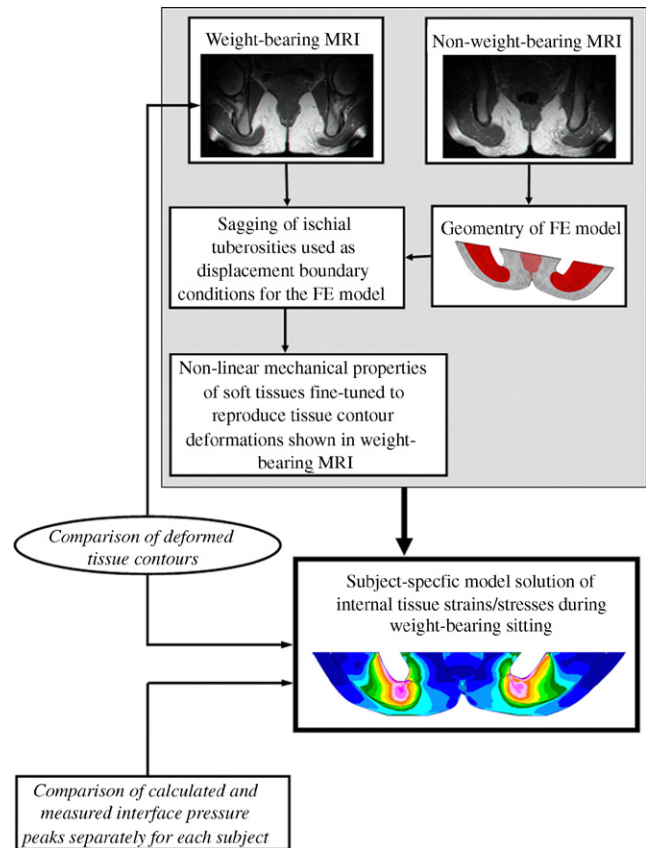 Weight-bearing MRI
Non-weight-bearing MRI
Sagging of ischial
tuberosities used as
displacement boundary
conditions for the FE model
Geomentry of FE model
Non-linear mechanical properties
of soft tissues fine-tuned to
reproduce tissue contour
deformations shown in weight-
bearing MRI
Comparison of deformed
tissue contours
Subject-specfic model solution of
internal tissue strains/stresses during
weight-bearing sitting
Comparison of calculated and
measured interface pressure
peaks separately for each subject